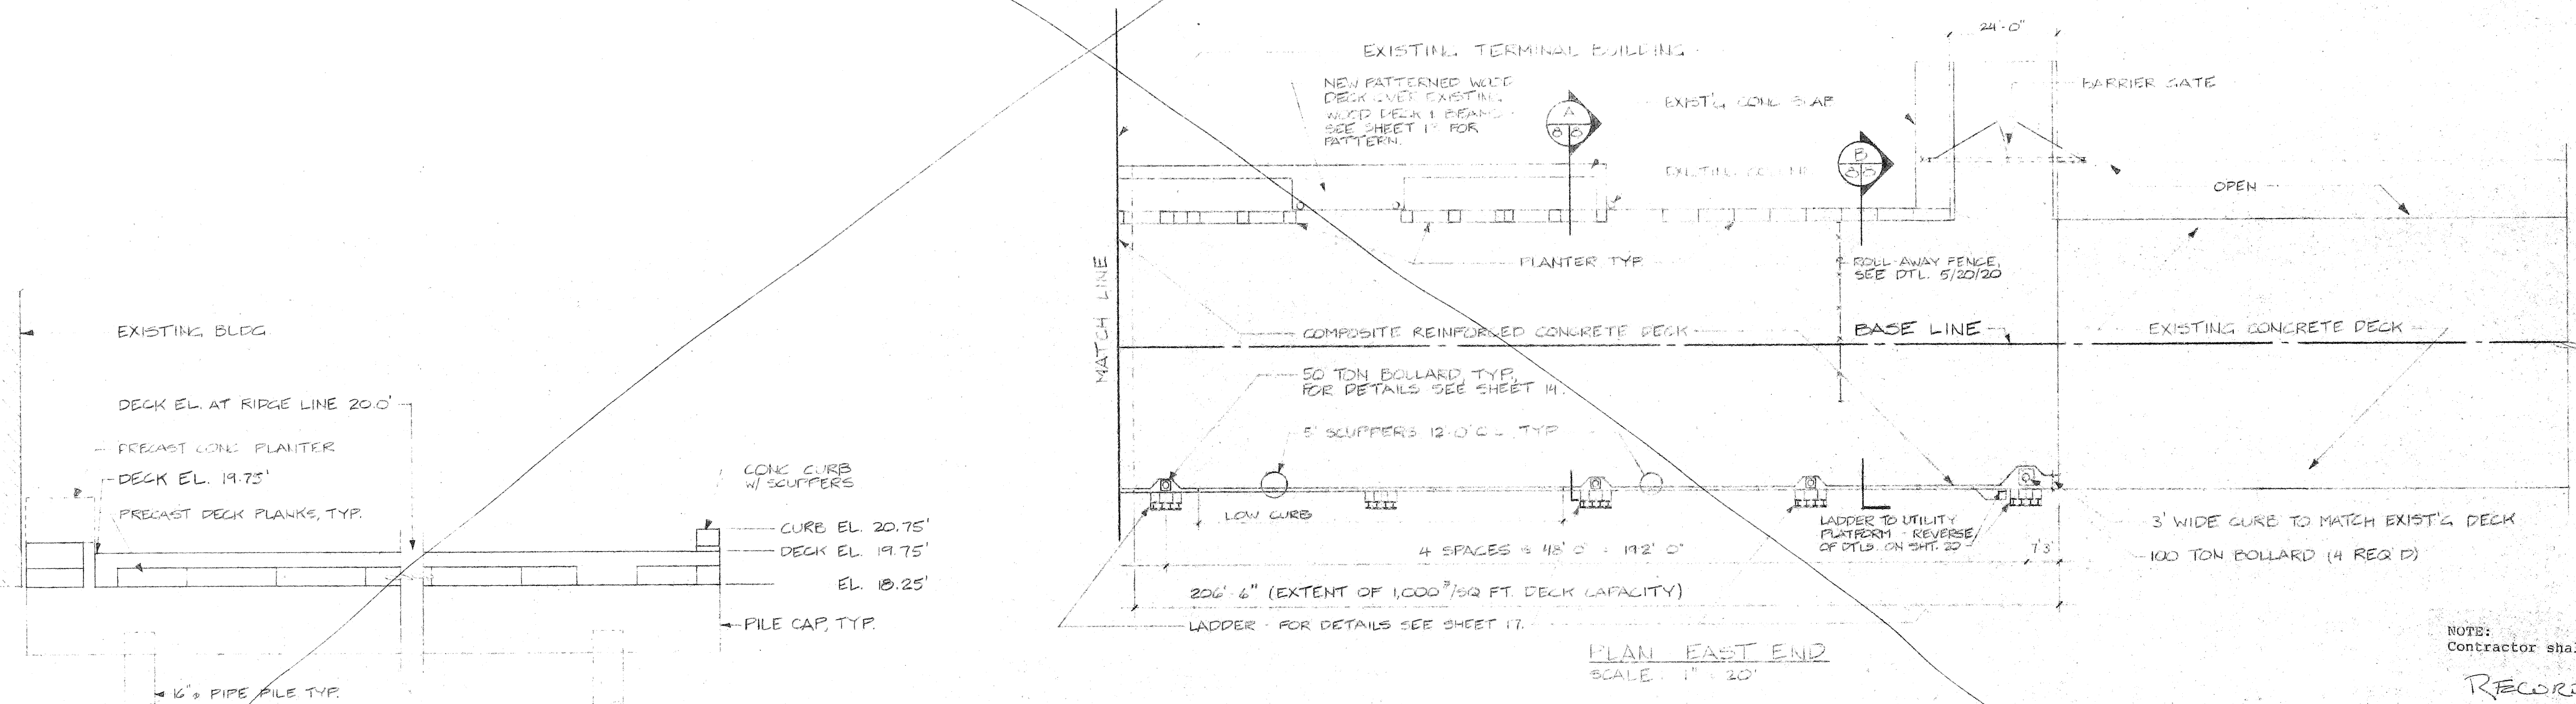 EXISTING BLDG
DECK EL. AT RIDGE LINE 20.0'
PRECAST CONC PLANTER
DECK EL. 19.75'
PRECAST DECK PLANKS, TYP.
CONC CURB
W/ SCUPPERS
CURB EL. 20.75'
DECK EL. 19.75'
EL. 18.25'
PILE CAP, TYP.
16"ø PIPE PILE TYP.
MATCH LINE
EXISTING TERMINAL BUILDING
NEW PATTERNED WOOD
DECK OVER EXISTING
WOOD DECK & BEAMS
SEE SHEET FOR
PATTERN.
A
8 8
EXIST'G CONC SLAB
24'-0"
BARRIER GATE
B
8 8
EXISTING
OPEN
PLANTER TYP.
ROLL-AWAY FENCE,
SEE DTL. 5/20/20
COMPOSITE REINFORCED CONCRETE DECK
BASE LINE
EXISTING CONCRETE DECK
50 TON BOLLARD, TYP.
FOR DETAILS SEE SHEET 14.
5" SCUPPERS 12'-0" O.C., TYP
LOW CURB
LADDER TO UTILITY
PLATFORM - REVERSE
OF DTLS. ON SHT. 20
3' WIDE CURB TO MATCH EXIST'G DECK
4 SPACES @ 48'-0" = 192'-0"
7'3"
100 TON BOLLARD (4 REQ'D)
206'-6" (EXTENT OF 1,000#/SQ FT. DECK CAPACITY)
LADDER - FOR DETAILS SEE SHEET 17.
PLAN EAST END
SCALE: 1" = 20'
NOTE:
Contractor shal
RECORD